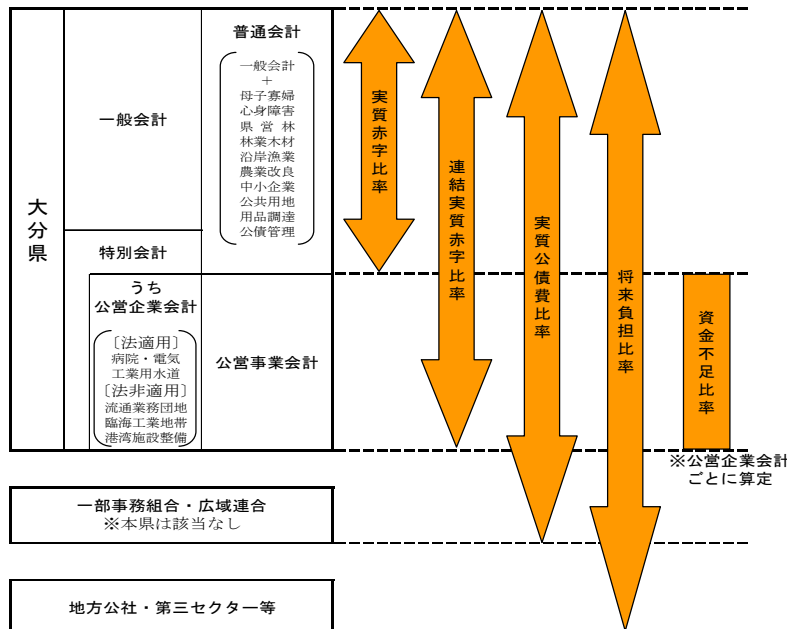 大分県
一般会計
特別会計
うち
公営企業会計
〔法適用〕
病院・電気
工業用水道
〔法非適用〕
流通業務団地
臨海工業地帯
港湾施設整備
普通会計
一般会計
+
母子寡婦
心身障害
県営林
林業木材
沿岸漁業
農業改良
中小企業
公共用地
用品調達
公債管理
公営事業会計
実質赤字比率
連結実質赤字比率
実質公債費比率
将来負担比率
資金不足比率
※公営企業会計
ごとに算定
一部事務組合・広域連合
※本県は該当なし
地方公社・第三セクター等